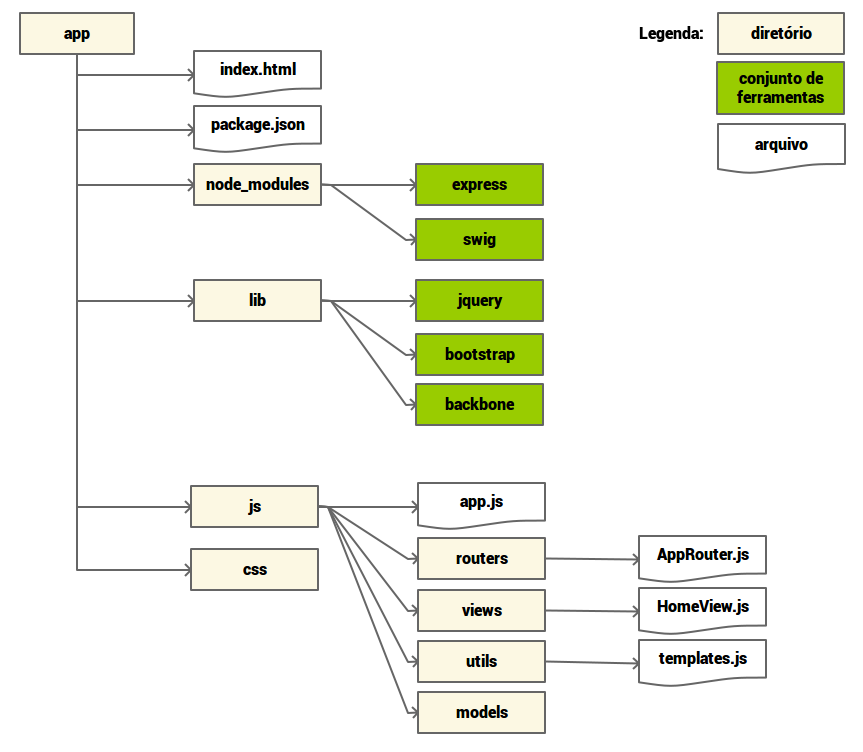 app
Legenda:
diretório
conjunto de
ferramentas
arquivo
index.html
package.json
node_modules
express
swig
lib
jquery
bootstrap
backbone
js
app.js
routers
AppRouter.js
css
views
HomeView.js
utils
templates.js
models